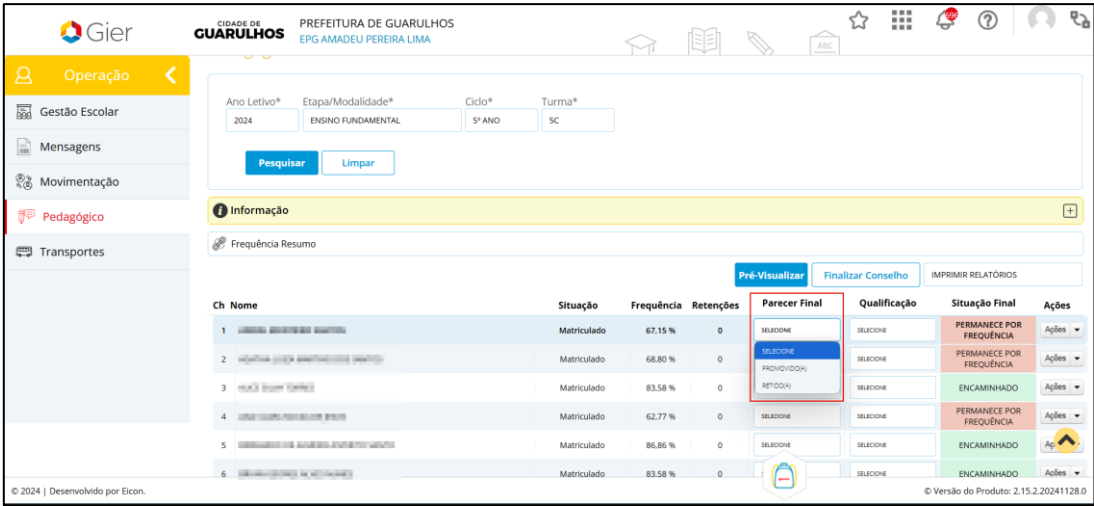 Gier
CIDADE DE
GUARULHOS
PREFEITURA DE GUARULHOS
EPG AMADEU PEREIRA LIMA
ABC
Operação
Gestão Escolar
Mensagens
Movimentação
Pedagógico
Transportes
Ano Letivo* Etapa/Modalidade* Ciclo* Turma*
2024 ENSINO FUNDAMENTAL 5º ANO 5C
Pesquisar Limpar
Informação
Frequência Resumo
Pré-Visualizar Finalizar Conselho IMPRIMIR RELATÓRIOS
Ch Nome Situação Frequência Retenções Parecer Final Qualificação Situação Final Ações
1 Matriculado 67,15 % 0 SELECIONE SELECIONE PERMANECE POR FREQUÊNCIA Ações
SELECIONE
PROMOVIDO(A)
RETIDO(A)
2 Matriculado 68.80 % 0 SELECIONE PERMANECE POR FREQUÊNCIA Ações
3 Matriculado 83.58 % 0 SELECIONE ENCAMINHADO Ações
4 Matriculado 62,77 % 0 SELECIONE SELECIONE PERMANECE POR FREQUÊNCIA Ações
5 Matriculado 86,86 % 0 SELECIONE SELECIONE ENCAMINHADO
6 Matriculado 83.58 % 0 SELECIONE ENCAMINHADO Ações
© 2024 | Desenvolvido por Eicon. © Versão do Produto: 2.15.2.20241128.0